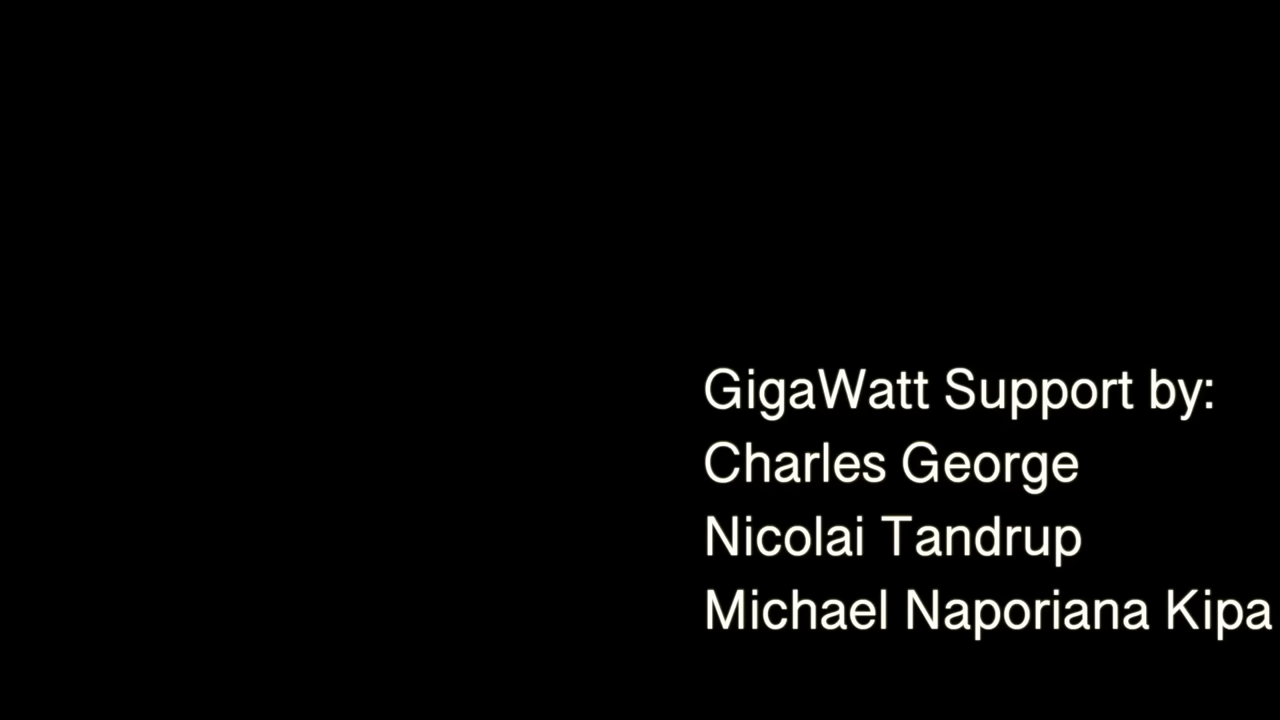 GigaWatt Support by:
Charles George
Nicolai Tandrup
Michael Naporiana Kipa